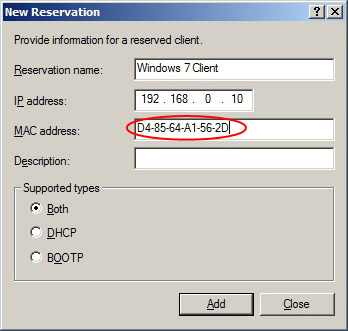 New Reservation
Provide information for a reserved client.
Reservation name: Windows 7 Client
IP address: 192 . 168 . 0 . 10
MAC address: D4-85-64-A1-56-2D
Description:
Supported types
Both
DHCP
BOOTP
Add Close